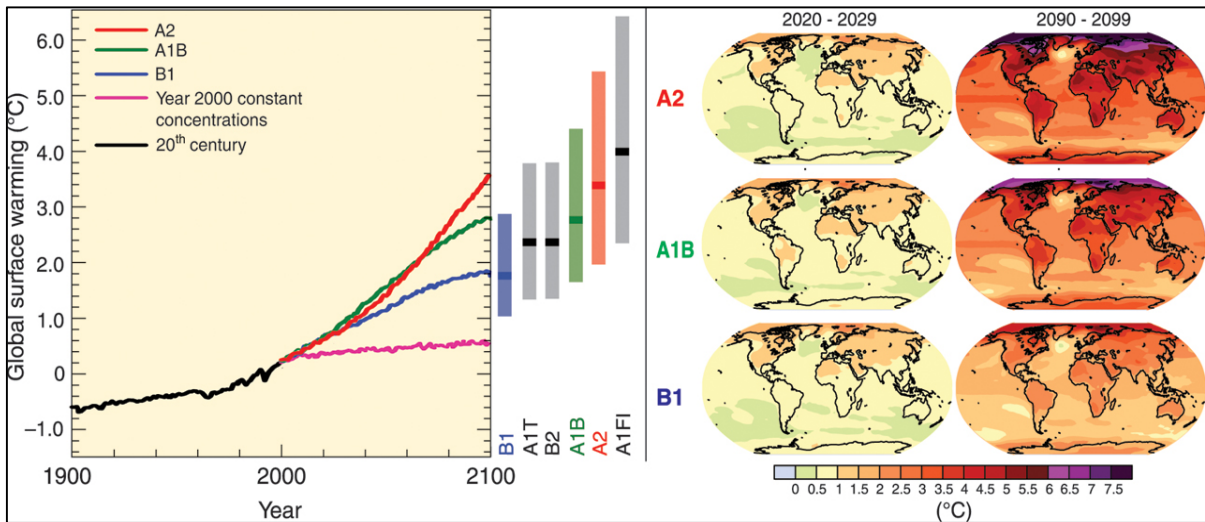 Global surface warming (°C)
6.0
5.0
4.0
3.0
2.0
1.0
0
–1.0
A2
A1B
B1
Year 2000 constant
concentrations
20th century
1900
2000
2100
Year
B1
A1T
B2
A1B
A2
A1FI
2020 - 2029
2090 - 2099
A2
A1B
B1
0 0.5 1 1.5 2 2.5 3 3.5 4 4.5 5 5.5 6 6.5 7 7.5
(°C)